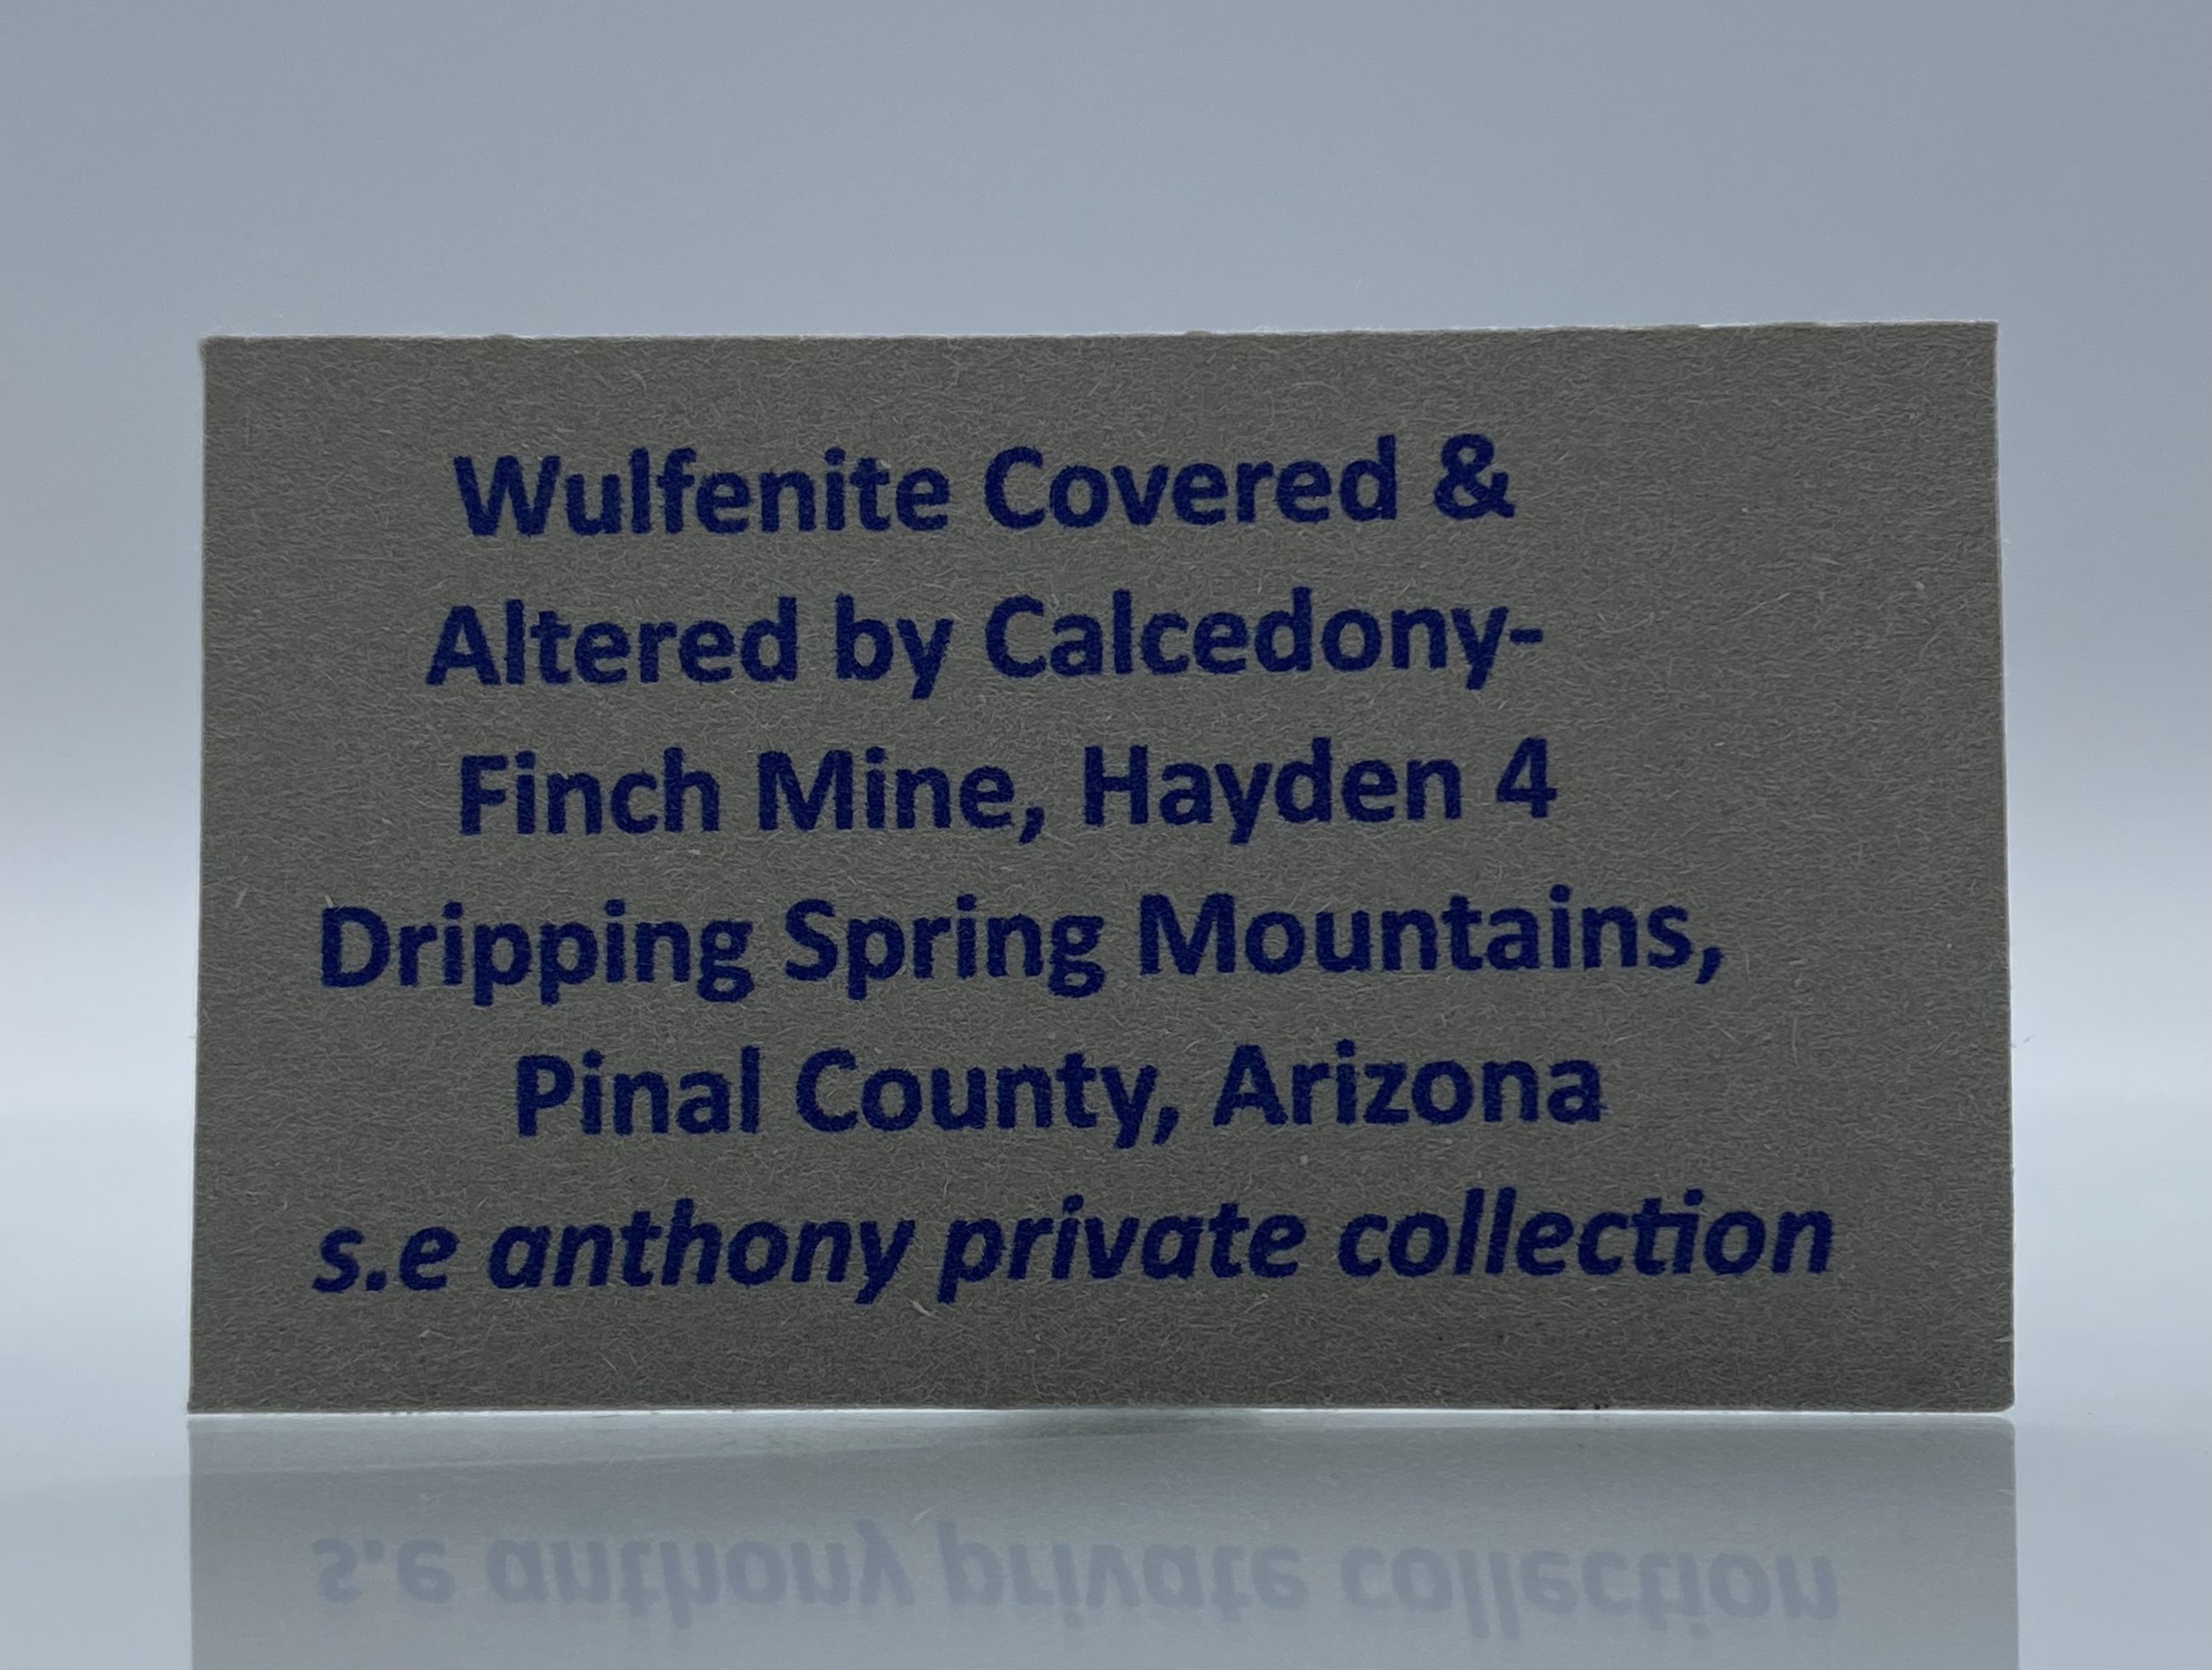 Wulfenite Covered &
Altered by Calcedony-
Finch Mine, Hayden 4
Dripping Spring Mountains,
Pinal County, Arizona
s.e anthony private collection